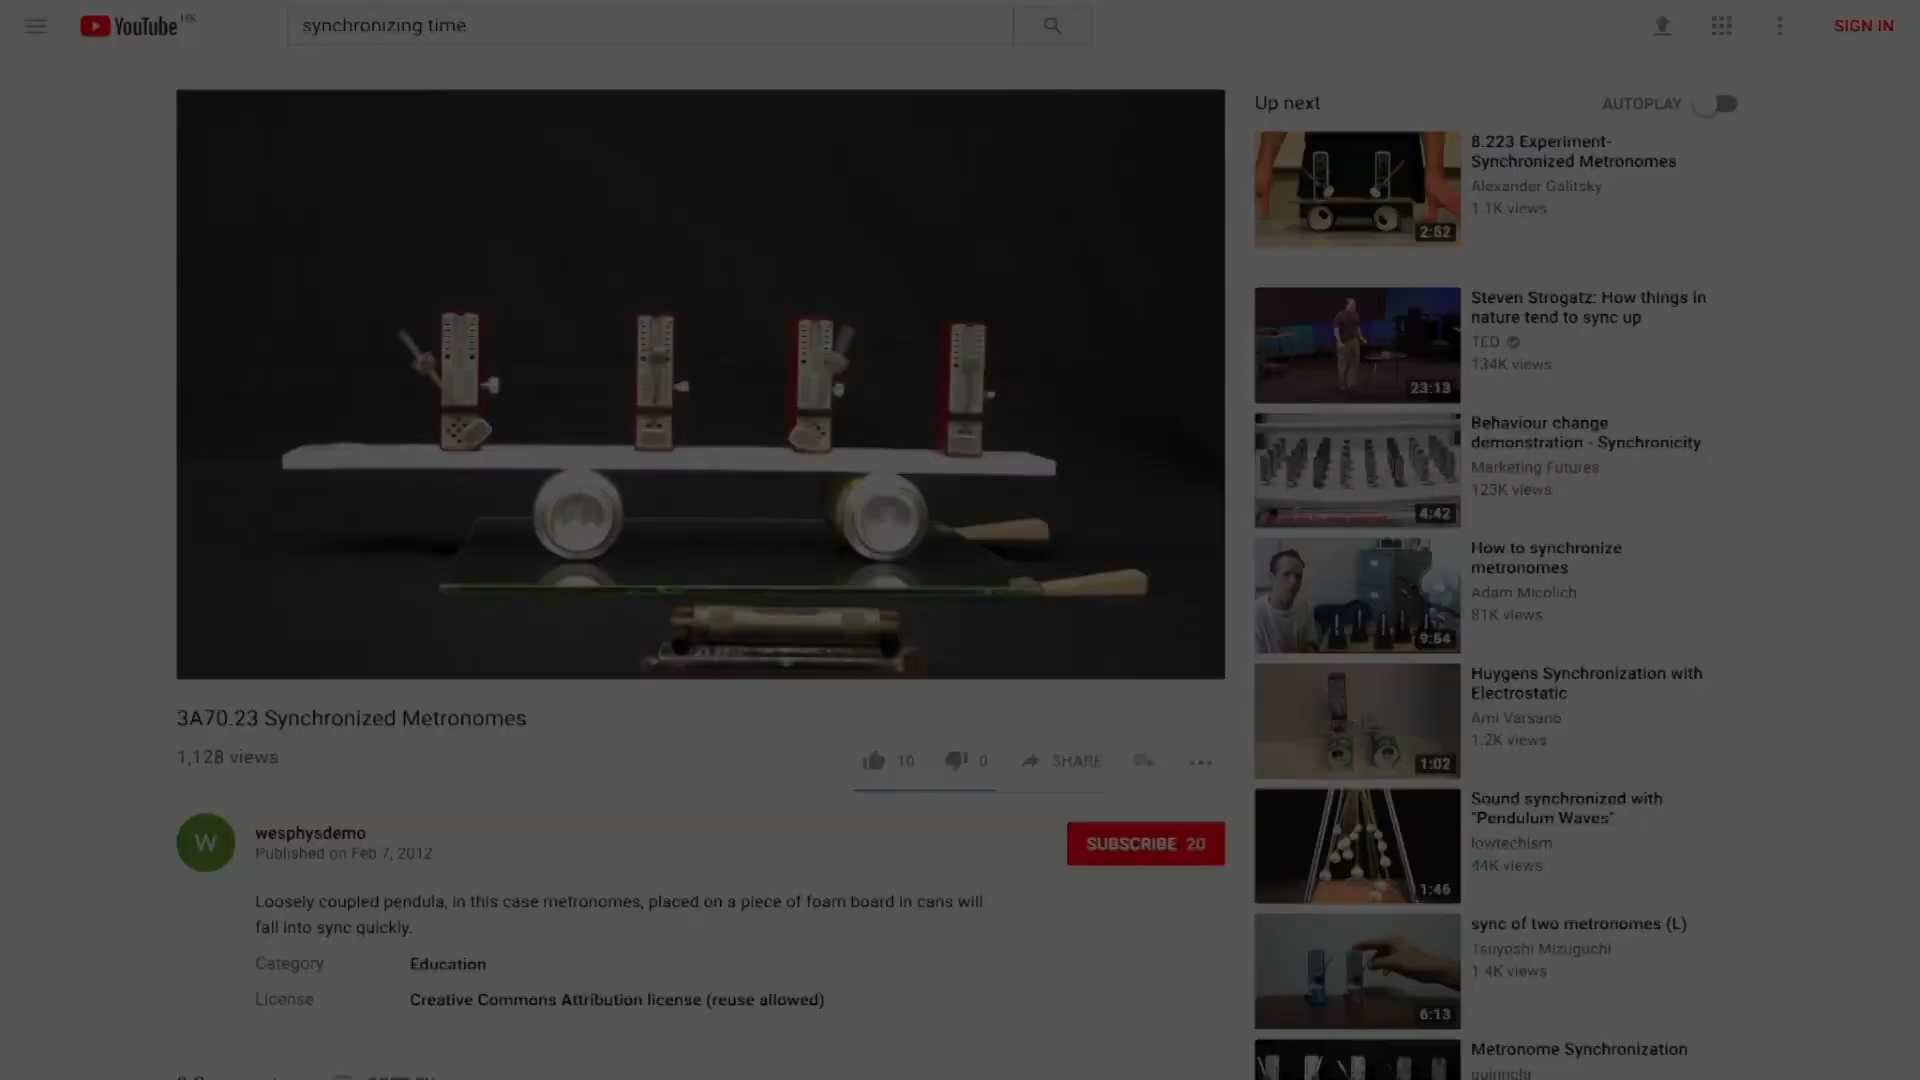 YouTube HK
synchronizing time
SIGN IN
Up next
AUTOPLAY
8.223 Experiment-
Synchronized Metronomes
Alexander Galitsky
1.1K views
2:52
Steven Strogatz: How things in
nature tend to sync up
TED
134K views
23:13
Behaviour change
demonstration - Synchronicity
Marketing Futures
123K views
4:42
How to synchronize
metronomes
Adam Micolich
81K views
9:54
Huygens Synchronization with
Electrostatic
Ami Varsano
1.2K views
1:02
Sound synchronized with
"Pendulum Waves"
lowtechism
44K views
1:46
sync of two metronomes (L)
Tsuyoshi Mizuguchi
1.4K views
6:13
Metronome Synchronization
3A70.23 Synchronized Metronomes
1,128 views
10
0
SHARE
W
wesphysdemo
Published on Feb 7, 2012
SUBSCRIBE 20
Loosely coupled pendula, in this case metronomes, placed on a piece of foam board in cans will
fall into sync quickly.
Category Education
License Creative Commons Attribution license (reuse allowed)